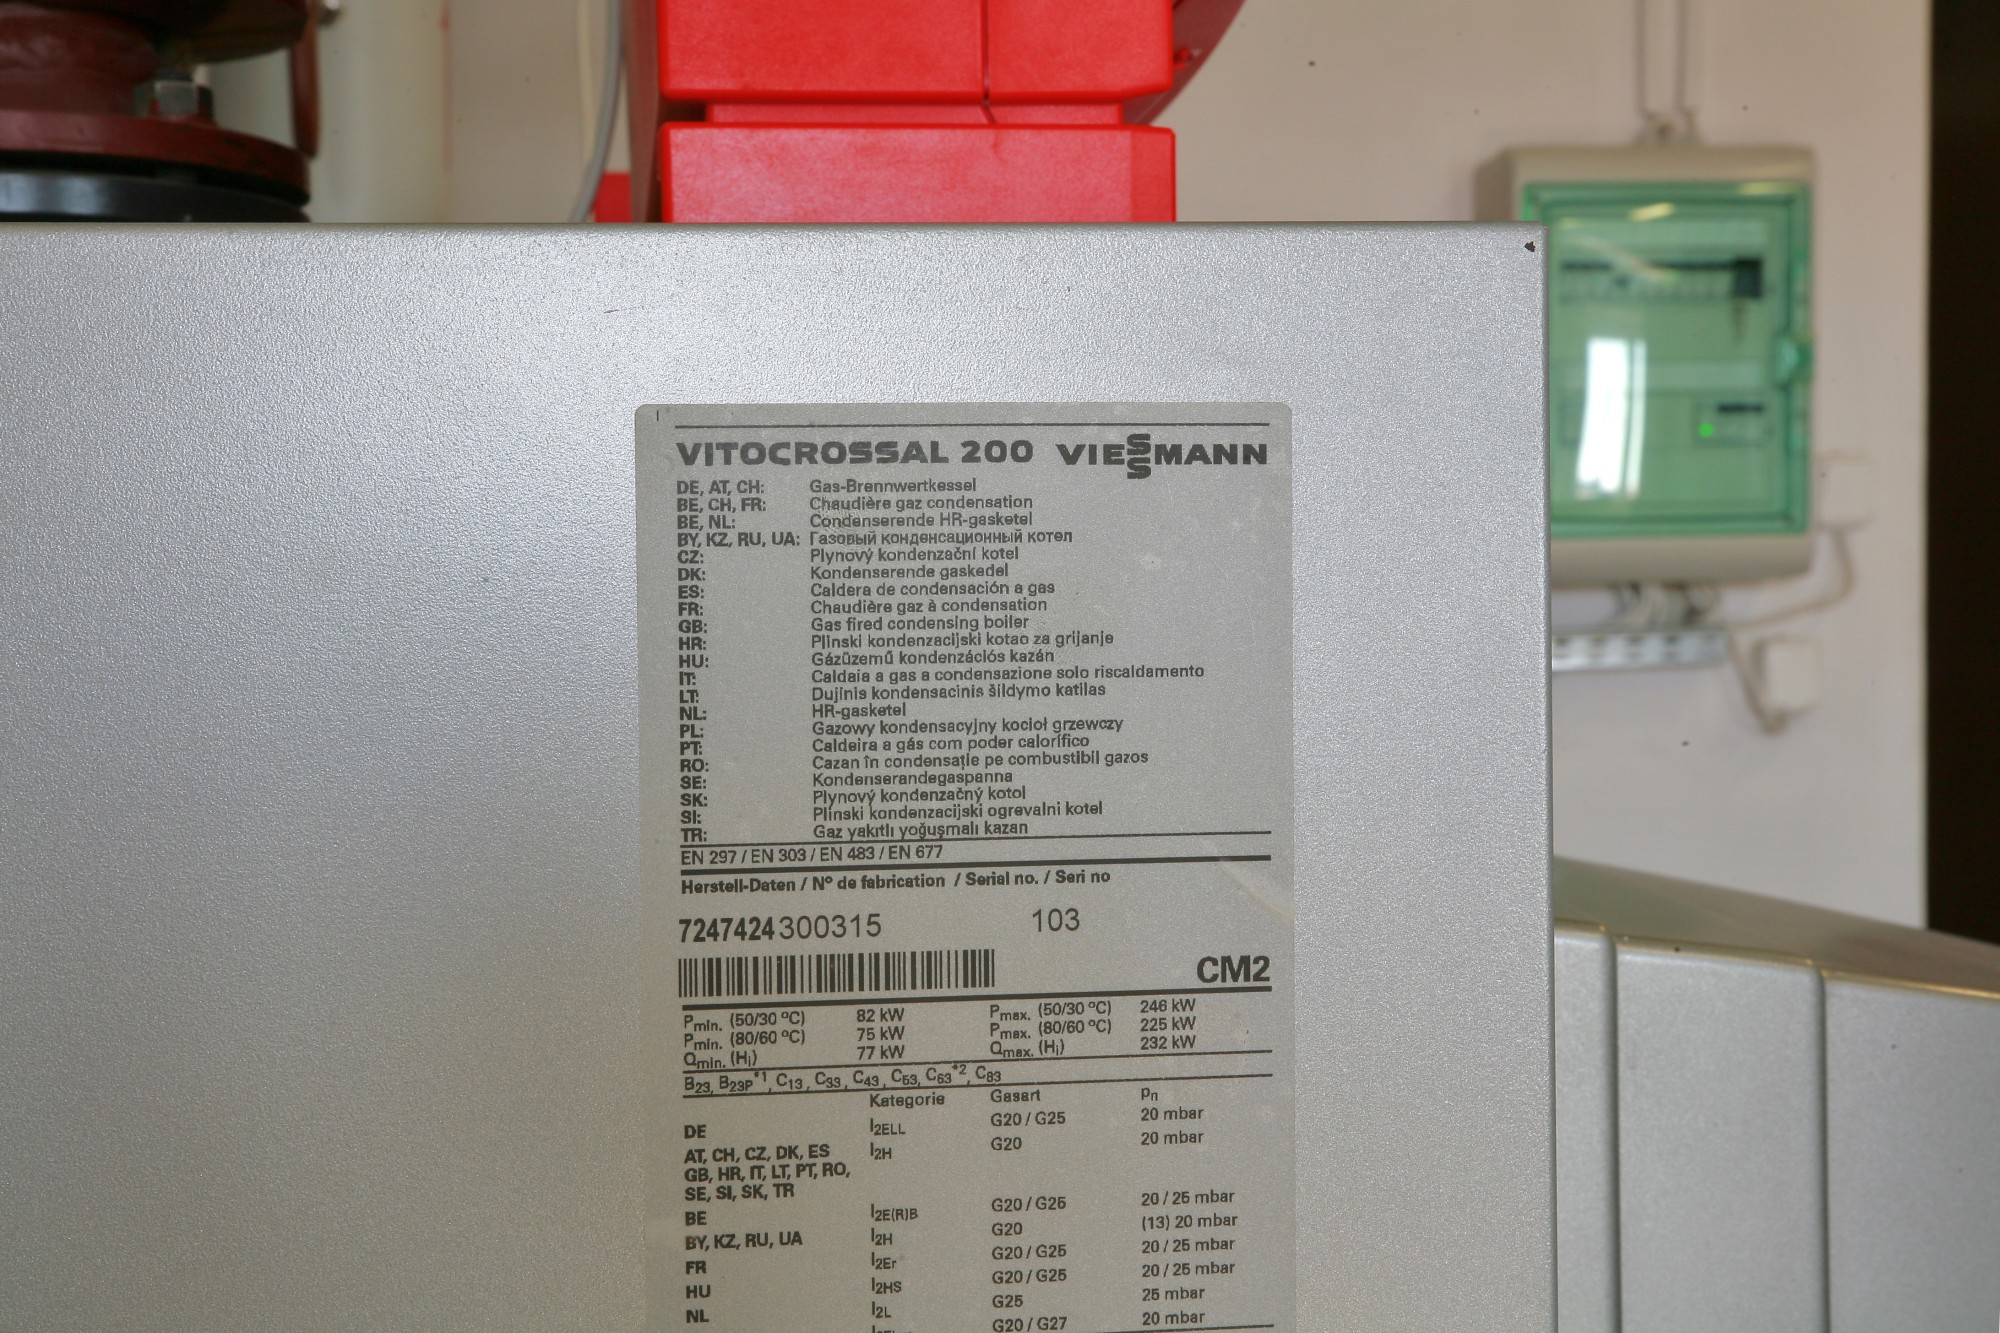 VITOCROSSAL 200 VIESSMANN
DE, AT, CH: Gas-Brennwertkessel
BE, CH, FR: Chaudière gaz condensation
BE, NL: Condenserende HR-gasketel
BY, KZ, RU, UA: Газовый конденсационный котел
CZ: Plynový kondenzační kotel
DK: Kondenserende gaskedel
ES: Caldera de condensación a gas
FR: Chaudière gaz à condensation
GB: Gas fired condensing boiler
HR: Plinski kondenzacijski kotao za grijanje
HU: Gázüzemű kondenzációs kazán
IT: Caldaia a gas a condensazione solo riscaldamento
LT: Dujinis kondensacinis šildymo katilas
NL: HR-gasketel
PL: Gazowy kondensacyjny kocioł grzewczy
PT: Caldeira a gás com poder calorífico
RO: Cazan în condensație pe combustibil gazos
SE: Kondenserandegaspanna
SK: Plynový kondenzačný kotol
SI: Plinski kondenzacijski ogrevalni kotel
TR: Gaz yakıtlı yoğuşmalı kazan
EN 297 / EN 303 / EN 483 / EN 677
Herstell-Daten / Nº de fabrication / Serial no. / Seri no
7247424300315 103
CM2
Pmin. (50/30 ºC) 82 kW Pmax. (50/30 ºC) 246 kW
Pmin. (80/60 ºC) 75 kW Pmax. (80/60 ºC) 225 kW
Qmin. (Hi) 77 kW Qmax. (Hi) 232 kW
B23, B23P*1, C13, C33, C43, C53, C63*2, C83
Kategorie Gasart pn
DE I2ELL G20 / G25 20 mbar
AT, CH, CZ, DK, ES I2H G20 20 mbar
GB, HR, IT, LT, PT, RO,
SE, SI, SK, TR
BE I2E(R)B G20 / G25 20 / 25 mbar
BY, KZ, RU, UA I2H G20 (13) 20 mbar
FR I2Er G20 / G25 20 / 25 mbar
HU I2HS G20 / G25 20 / 25 mbar
NL I2L G25 25 mbar
G20 / G27 20 mbar